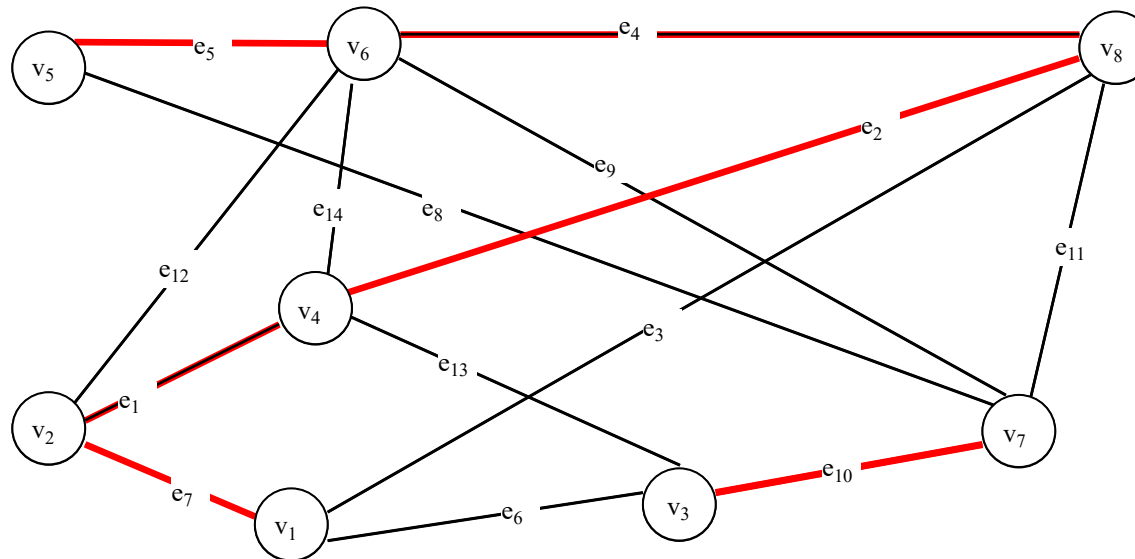 e₄
v₆
e₅
v₈
v₅
e₂
e₉
e₈
e₁₄
e₁₁
e₁₂
v₄
e₃
e₁₃
e₁
v₂
v₇
e₁₀
e₇
v₃
e₆
v₁